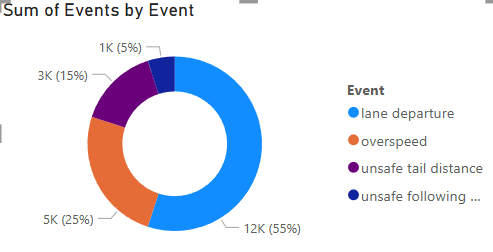 Sum of Events by Event
1K (5%)
3K (15%)
5K (25%)
12K (55%)
Event
lane departure
overspeed
unsafe tail distance
unsafe following ...